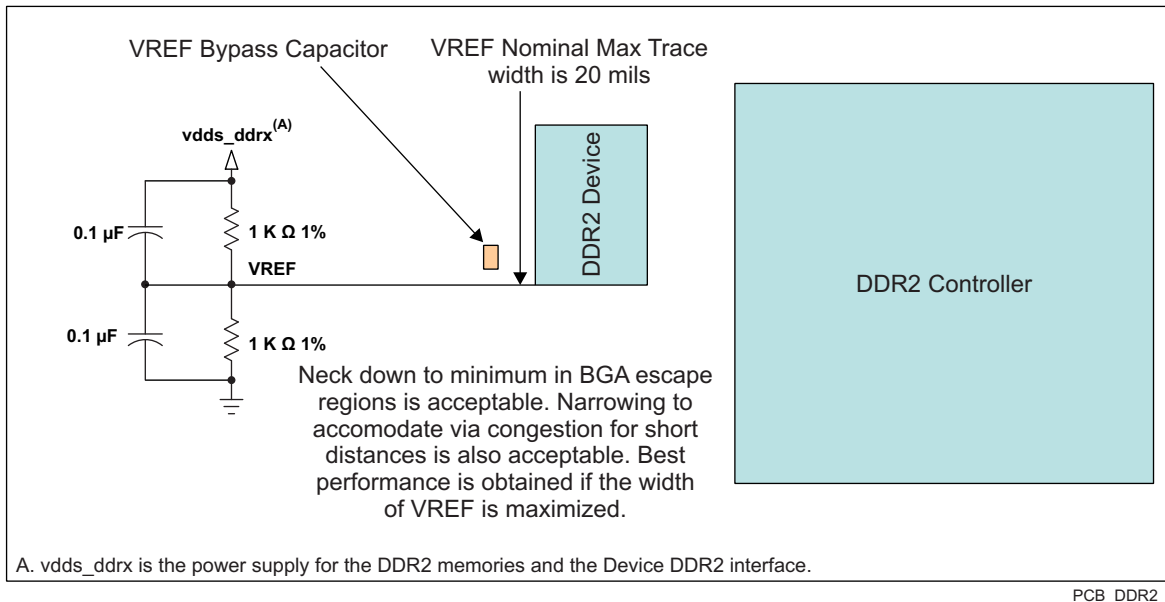 VREF Bypass Capacitor
VREF Nominal Max Trace
width is 20 mils
vdds_ddrx(A)
0.1 µF
1 K Ω 1%
VREF
0.1 µF
1 K Ω 1%
DDR2 Device
DDR2 Controller
Neck down to minimum in BGA escape
regions is acceptable. Narrowing to
accomodate via congestion for short
distances is also acceptable. Best
performance is obtained if the width
of VREF is maximized.
A. vdds_ddrx is the power supply for the DDR2 memories and the Device DDR2 interface.
PCB_DDR2